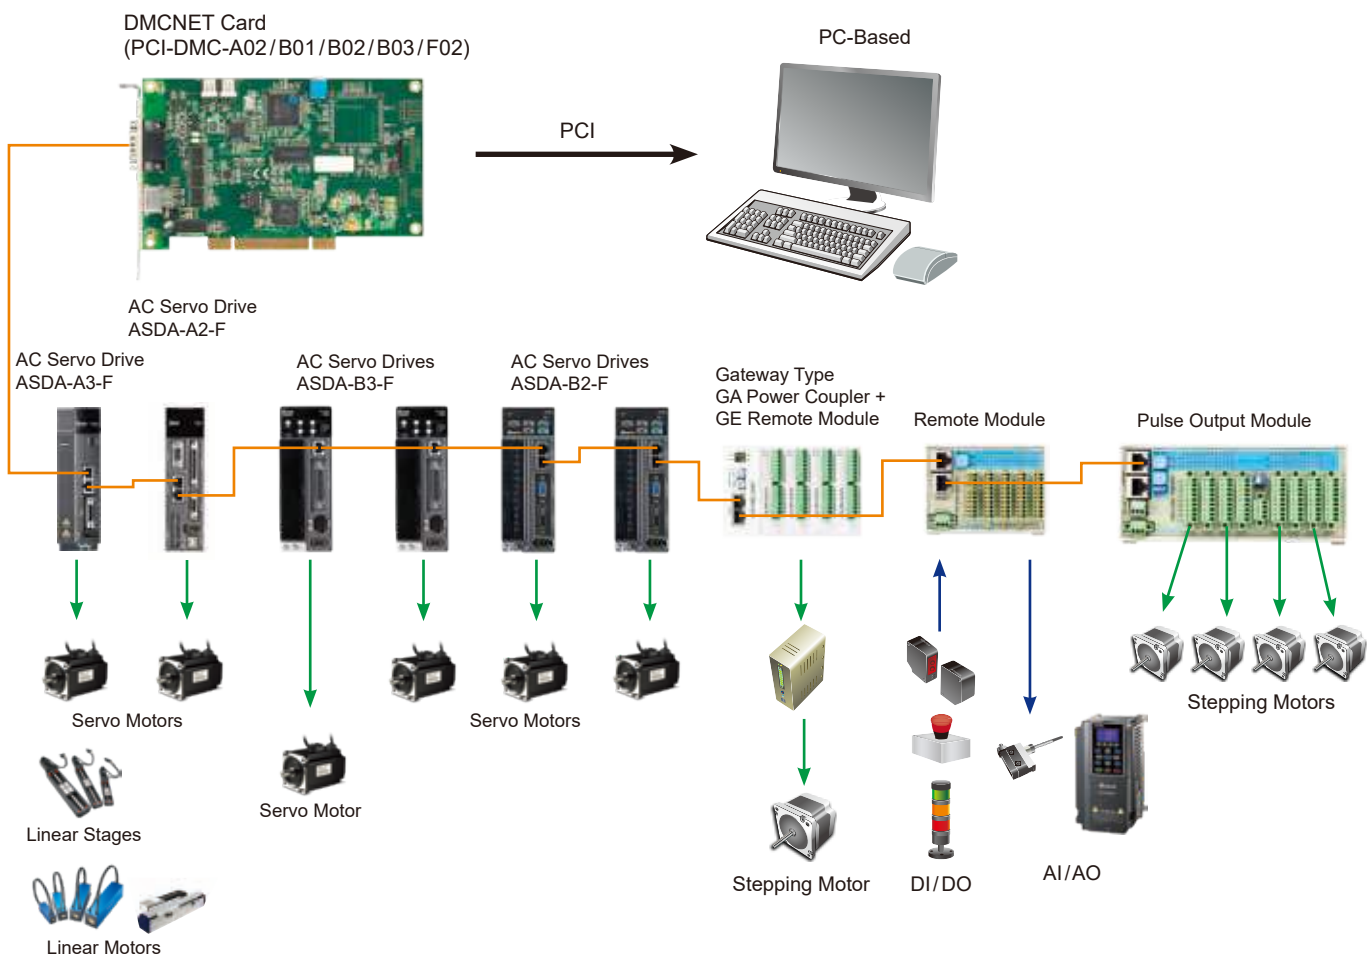 DMCNET Card
(PCI-DMC-A02/B01/B02/B03/F02)
PC-Based
PCI
AC Servo Drive
ASDA-A2-F
AC Servo Drive
ASDA-A3-F
AC Servo Drives
ASDA-B3-F
AC Servo Drives
ASDA-B2-F
Gateway Type
GA Power Coupler +
GE Remote Module
Remote Module
Pulse Output Module
Servo Motors
Servo Motors
Stepping Motors
Servo Motor
Linear Stages
Stepping Motor
DI/DO
AI/AO
Linear Motors